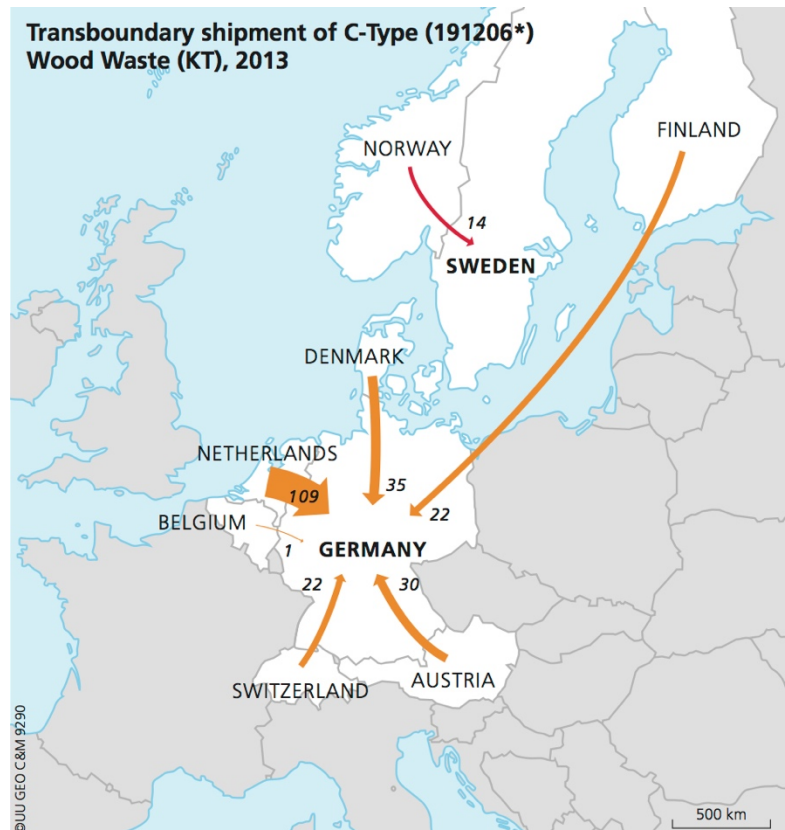 Transboundary shipment of C-Type (191206*)
Wood Waste (KT), 2013
FINLAND
NORWAY
14
SWEDEN
DENMARK
NETHERLANDS
35
109
22
BELGIUM
1
GERMANY
22
30
SWITZERLAND
AUSTRIA
500 km
©UU GEO C&M 9290